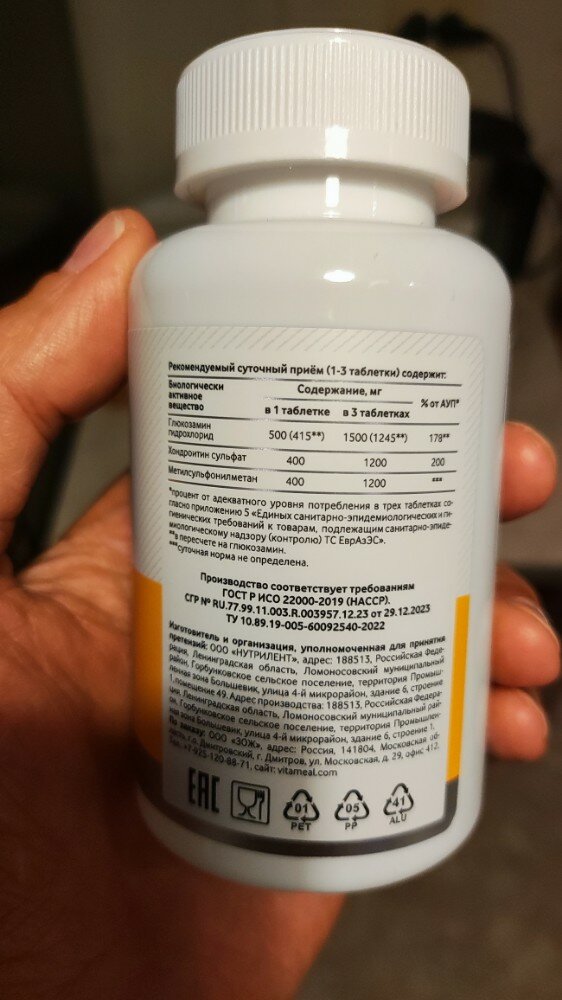 Рекомендуемый суточный приём (1-3 таблетки) содержит:
Биологически активное вещество
Содержание, мг
% от АУП*
в 1 таблетке в 3 таблетках
Глюкозамин гидрохлорид 500 (415**) 1500 (1245**) 178**
Хондроитин сульфат 400 1200 200
Метилсульфонилметан 400 1200 ***
*процент от адекватного уровня потребления в трех таблетках со-
гласно приложению 5 «Единых санитарно-эпидемиологических и ги-
гиенических требований к товарам, подлежащим санитарно-эпиде-
миологическому надзору (контролю) ТС ЕврАзЭС».
**в пересчете на глюкозамин.
***суточная норма не определена.
Производство соответствует требованиям
ГОСТ Р ИСО 22000-2019 (НАССР).
СГР № RU.77.99.11.003.R.003957.12.23 от 29.12.2023
ТУ 10.89.19-005-60092540-2022
Изготовитель и организация, уполномоченная для принятия
претензий: ООО «НУТРИЛЕНТ», адрес: 188513, Российская Феде-
рация, Ленинградская область, Ломоносовский муниципальный
район, Горбунковское сельское поселение, территория Промыш-
ленная зона Большевик, улица 4-й микрорайон, здание 6, строение
1, помещение 49. Адрес производства: 188513, Российская Федера-
ция, Ленинградская область, Ломоносовский муниципальный рай-
он, Горбунковское сельское поселение, территория Промышлен-
ная зона Большевик, улица 4-й микрорайон, здание 6, строение 1.
По заказу: ООО «ЗОЖ», адрес: Россия, 141804, Московская об-
ласть, г.о. Дмитровский, г. Дмитров, ул. Московская, д. 29, офис 412.
Тел. +7-925-120-88-71, сайт: vitameal.com
EAC
01 05 41
PET PP ALU